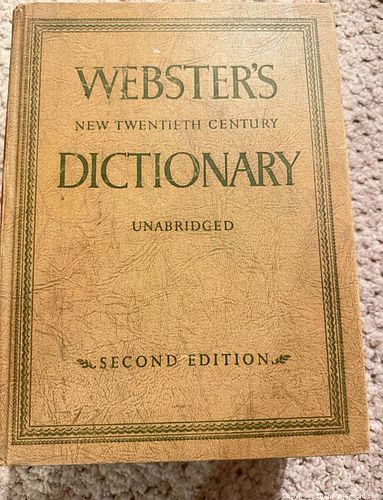 WEBSTER'S
NEW TWENTIETH CENTURY
DICTIONARY
UNABRIDGED
SECOND EDITION